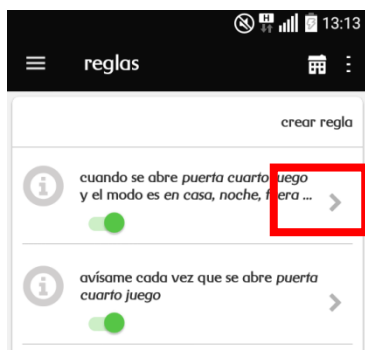 13:13
reglas
crear regla
cuando se abre puerta cuarto juego
y el modo es en casa, noche, fuera ...
avísame cada vez que se abre puerta
cuarto juego